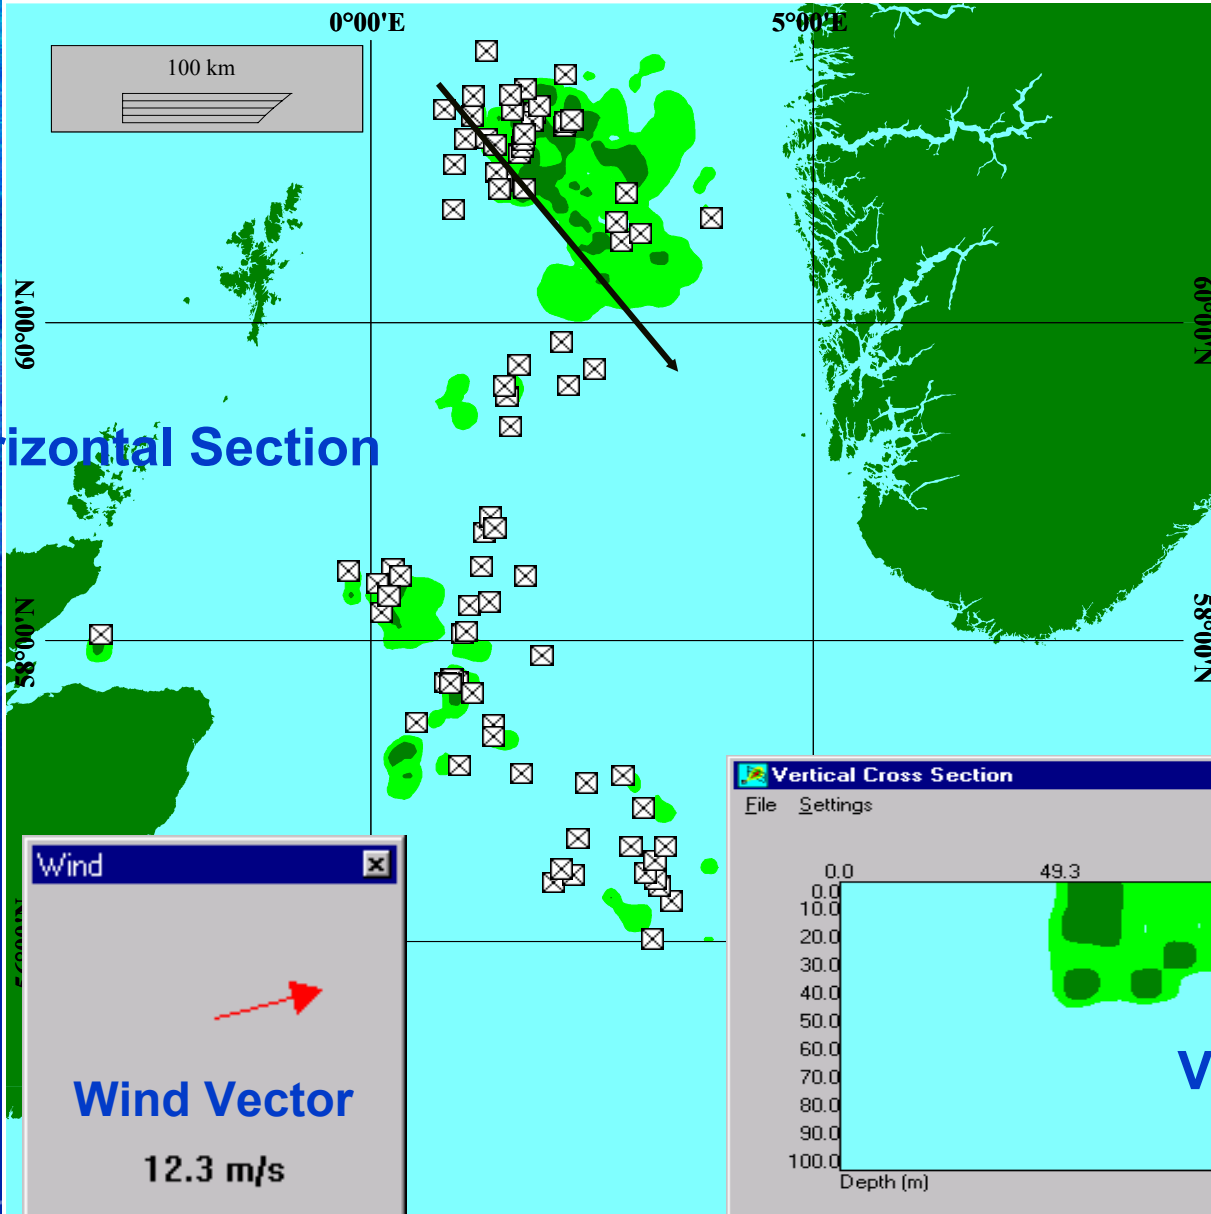 0°00'E 5°00'E
100 km
60°00'N 60°00'N
rizontal Section
58°00'N 58°00'N
Vertical Cross Section
File Settings
Wind
0.0 49.3
0.0
10.0
20.0
30.0
40.0
50.0
60.0
70.0
80.0
90.0
100.0
Depth (m)
V
Wind Vector
12.3 m/s